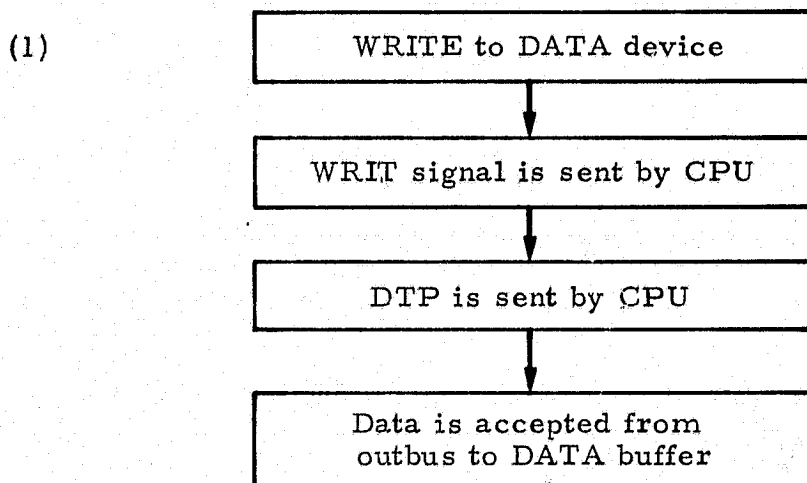 (1)
WRITE to DATA device
WRIT signal is sent by CPU
DTP is sent by CPU
Data is accepted from
outbus to DATA buffer